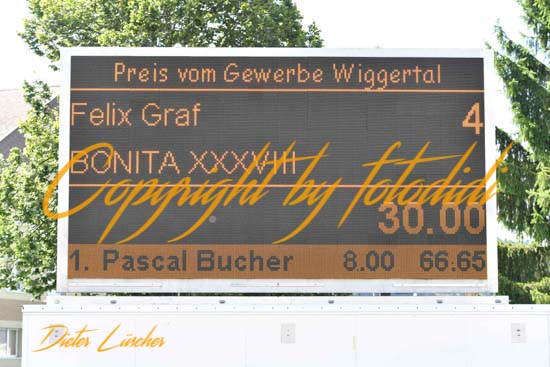 Preis vom Gewerbe Wiggertal
Felix Graf 4
BONITA XXXVIII
Copyright by fotodidi
30.00
1. Pascal Bucher 8.00 66.65
Dieter Lüscher